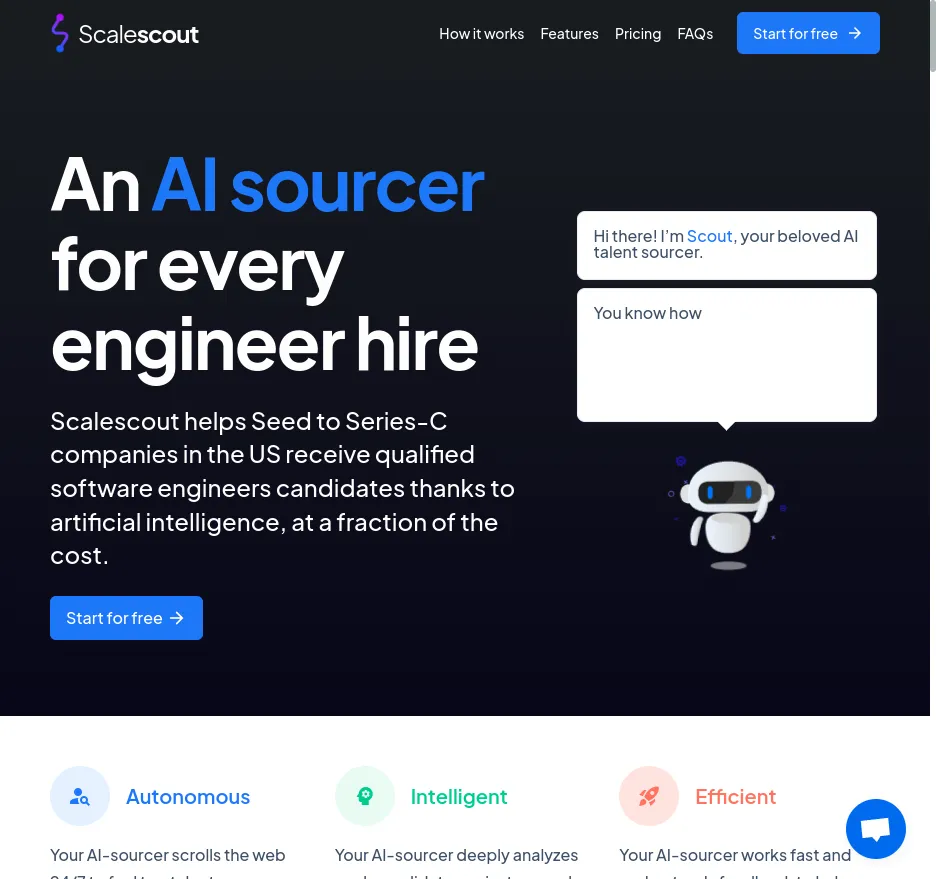 Scalescout
How it works
Features
Pricing
FAQs
Start for free
An AI sourcer
for every
engineer hire
Scalescout helps Seed to Series-C
companies in the US receive qualified
software engineers candidates thanks to
artificial intelligence, at a fraction of the
cost.
Start for free
Hi there! I'm Scout, your beloved AI
talent sourcer.
You know how
Autonomous
Your AI-sourcer scrolls the web
Intelligent
Your AI-sourcer deeply analyzes
Efficient
Your AI-sourcer works fast and